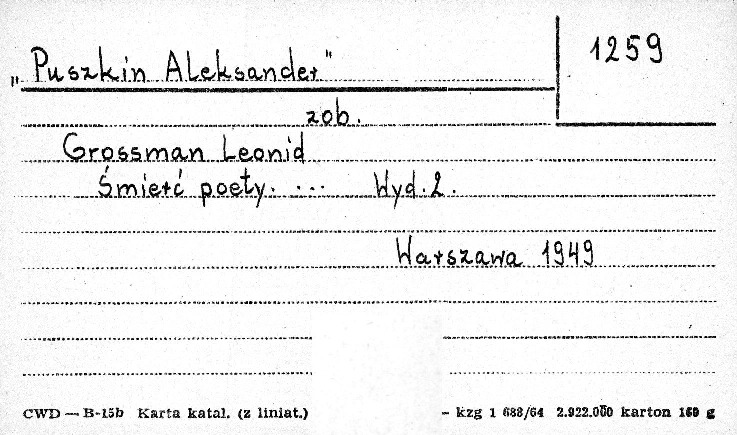 „Puszkin Aleksander"
1259
zob.
Grossman Leonid
Śmierć poety. ... Wyd. 2.
Warszawa 1949
CWD — B-15b Karta katal. (z liniat.)
- kzg 1 688/64 2.922.000 karton 160 g